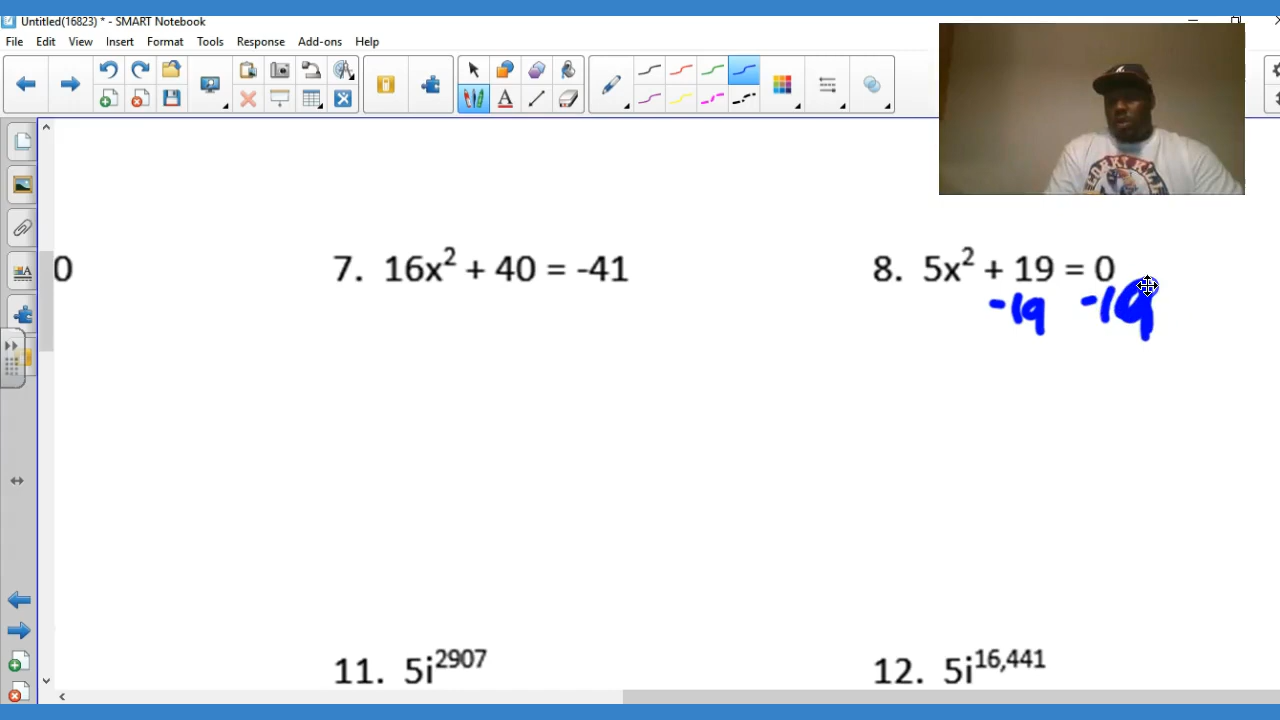 Untitled(16823) * - SMART Notebook
File Edit View Insert Format Tools Response Add-ons Help
0
7. 16x² + 40 = -41
8. 5x² + 19 = 0
-19 -19
11. 5i²⁹⁰⁷
12. 5i¹⁶,⁴⁴¹